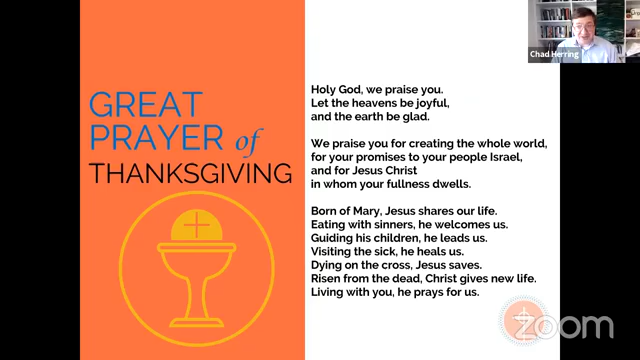 Chad Herring
GREAT
PRAYER of
THANKSGIVING
Holy God, we praise you.
Let the heavens be joyful,
and the earth be glad.
We praise you for creating the whole world,
for your promises to your people Israel,
and for Jesus Christ
in whom your fullness dwells.
Born of Mary, Jesus shares our life.
Eating with sinners, he welcomes us.
Guiding his children, he leads us.
Visiting the sick, he heals us.
Dying on the cross, Jesus saves.
Risen from the dead, Christ gives new life.
Living with you, he prays for us.
zoom